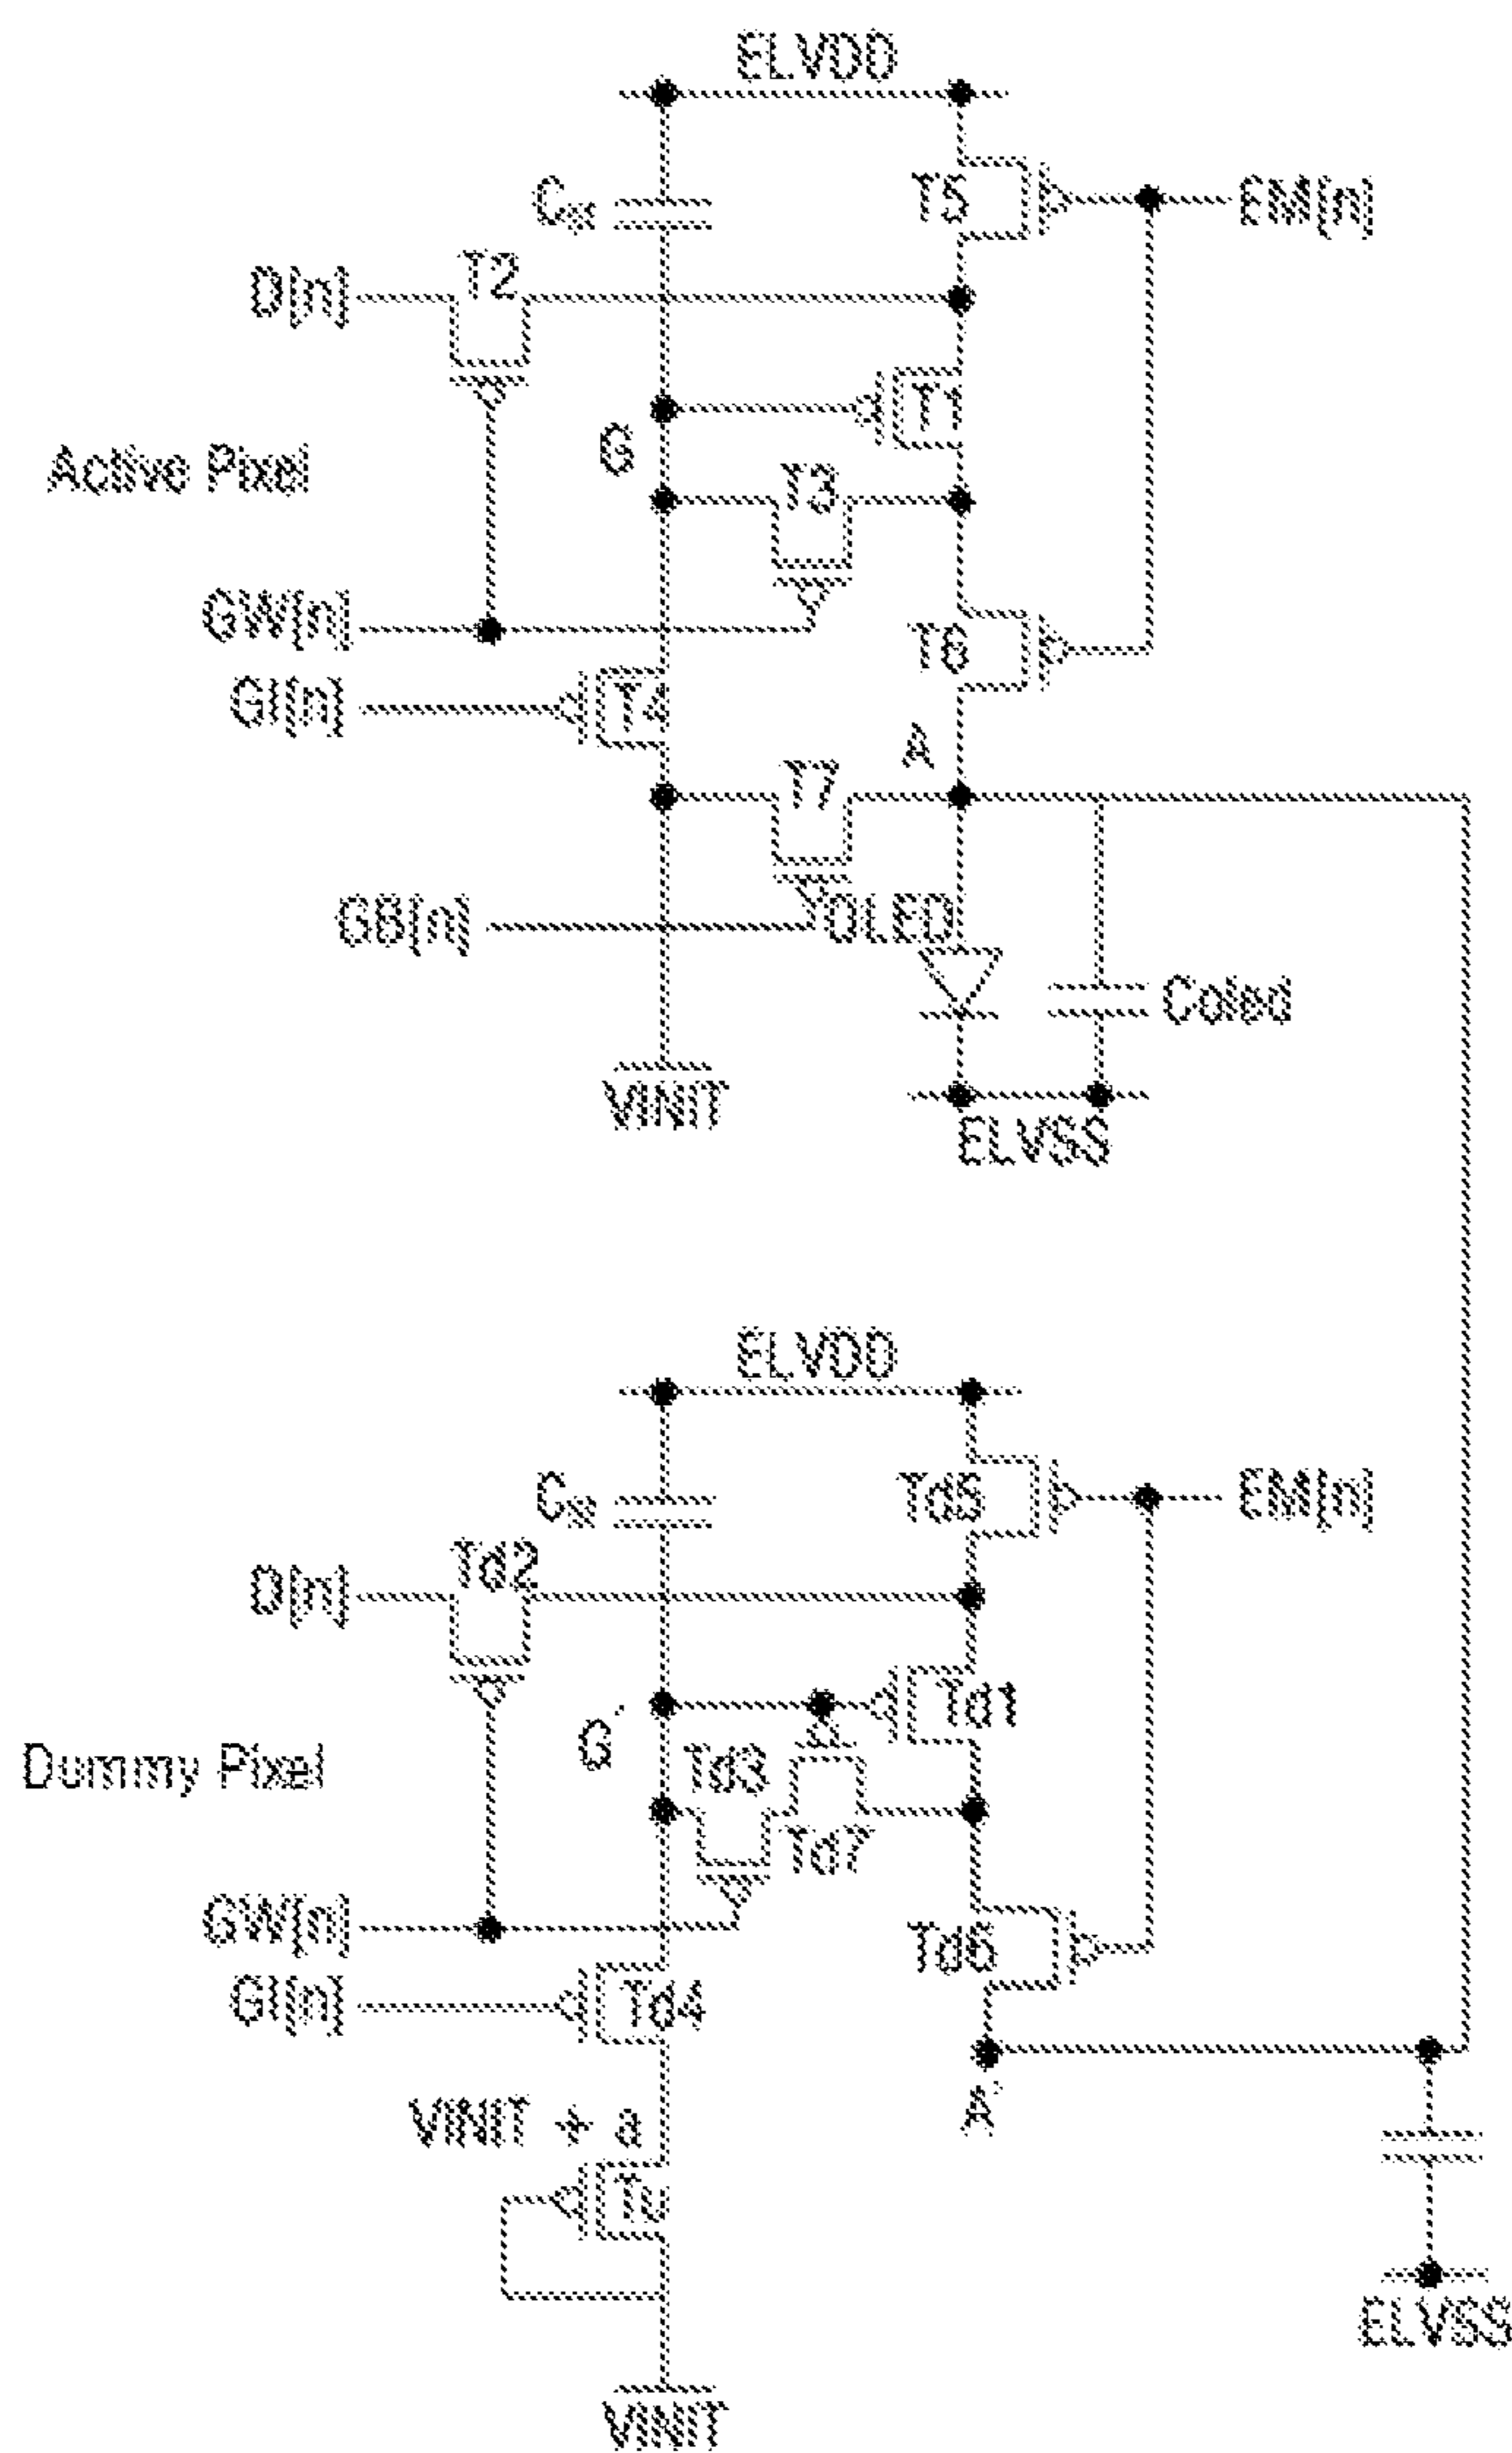 ELVDD
Cst
T5
EM[n]
D[n]
T2
T1
G
Active Pixel
T3
GW[n]
T6
GI[n]
T4
A
T7
GB[n]
OLED
Coled
VINIT
ELVSS
ELVDD
Cst
Td5
EM[n]
D[n]
Td2
Td1
G'
Dummy Pixel
Td3
Td7
GW[n]
Td6
GI[n]
Td4
A'
VINIT + a
Tu
ELVSS
VINIT